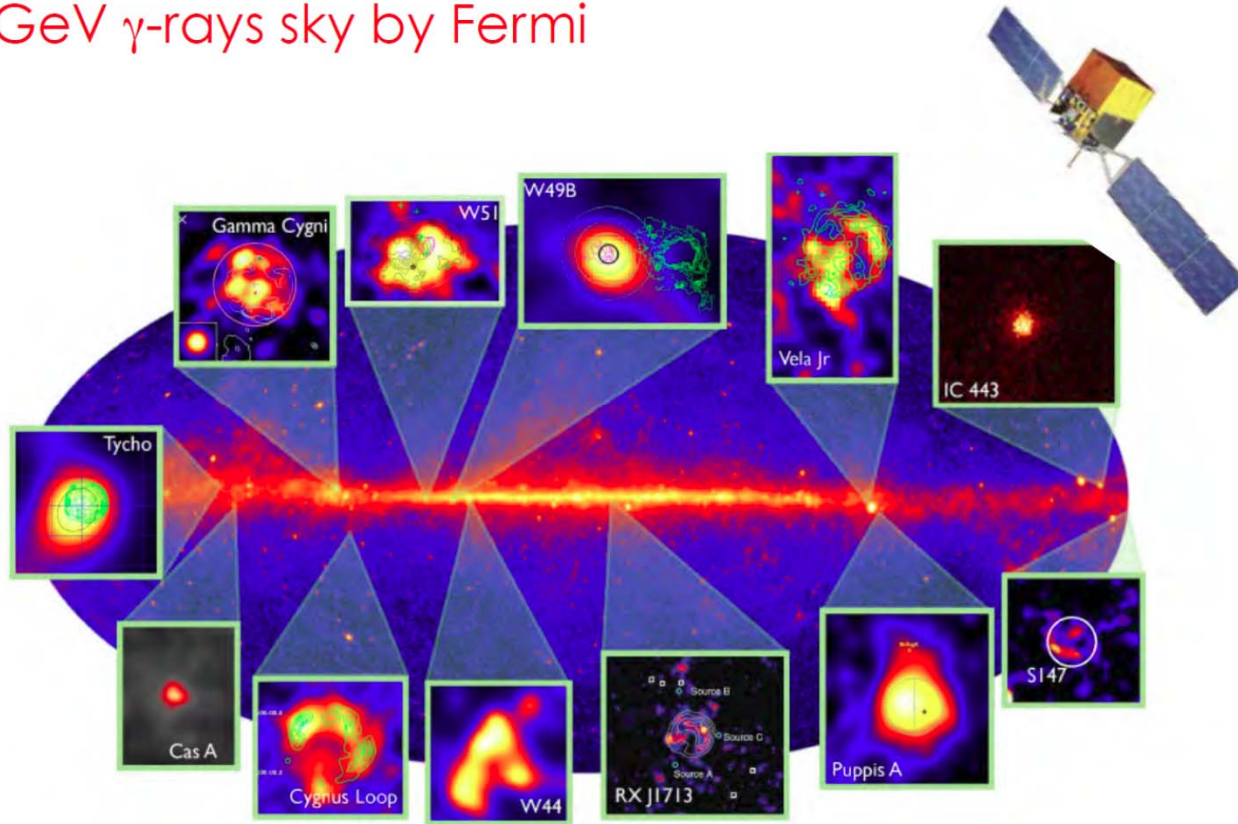 GeV γ-rays sky by Fermi
Gamma Cygni
W51
W49B
Vela Jr
IC 443
Tycho
Cas A
Cygnus Loop
W44
Source B
Source C
Source A
RX J1713
Puppis A
S147